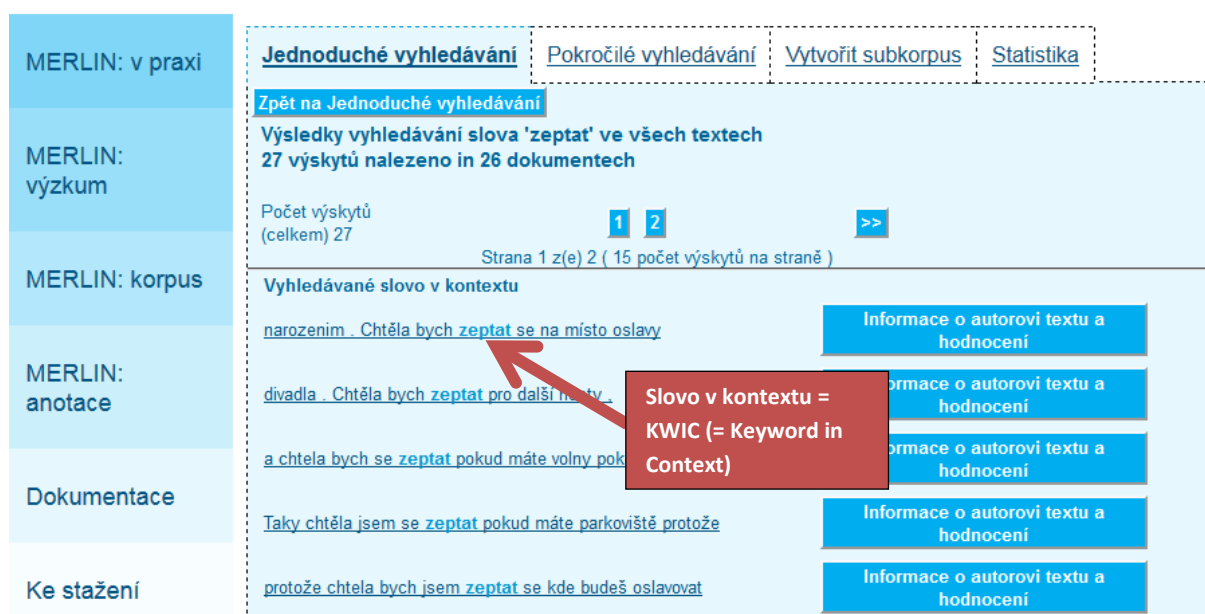 MERLIN: v praxi
MERLIN:
výzkum
MERLIN: korpus
MERLIN:
anotace
Dokumentace
Ke stažení
Jednoduché vyhledávání
Pokročilé vyhledávání
Vytvořit subkorpus
Statistika
Zpět na Jednoduché vyhledávání
Výsledky vyhledávání slova 'zeptat' ve všech textech
27 výskytů nalezeno in 26 dokumentech
Počet výskytů
(celkem) 27
1 2 >>
Strana 1 z(e) 2 ( 15 počet výskytů na straně )
Vyhledávané slovo v kontextu
narozenim . Chtěla bych zeptat se na místo oslavy
Informace o autorovi textu a
hodnocení
divadla . Chtěla bych zeptat pro další
Slovo v kontextu =
KWIC (= Keyword in
Context)
ormace o autorovi textu a
hodnocení
a chtela bych se zeptat pokud máte volny pok
ormace o autorovi textu a
hodnocení
Taky chtěla jsem se zeptat pokud máte parkoviště protože
Informace o autorovi textu a
hodnocení
protože chtela bych jsem zeptat se kde budeš oslavovat
Informace o autorovi textu a
hodnocení